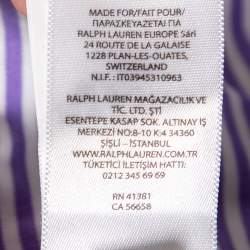 MADE FOR/FAIT POUR/
ΠΑΡΑΣΚΕΥΑΖΕΤΑΙ ΓΙΑ
RALPH LAUREN EUROPE Sàrl
24 ROUTE DE LA GALAISE
1228 PLAN-LES-OUATES,
SWITZERLAND
N.I.F.: IT03945310963
RALPH LAUREN MAĞAZACILIK VE
TİC. LTD. ŞTİ
ESENTEPE KASAP SOK. ALTINAY İŞ
MERKEZİ NO:8-10 K:4 34360
ŞİŞLİ - İSTANBUL
WWW.RALPHLAUREN.COM.TR
TÜKETİCİ İLETİŞİM HATTI:
0212 345 69 69
RN 41381
CA 56658